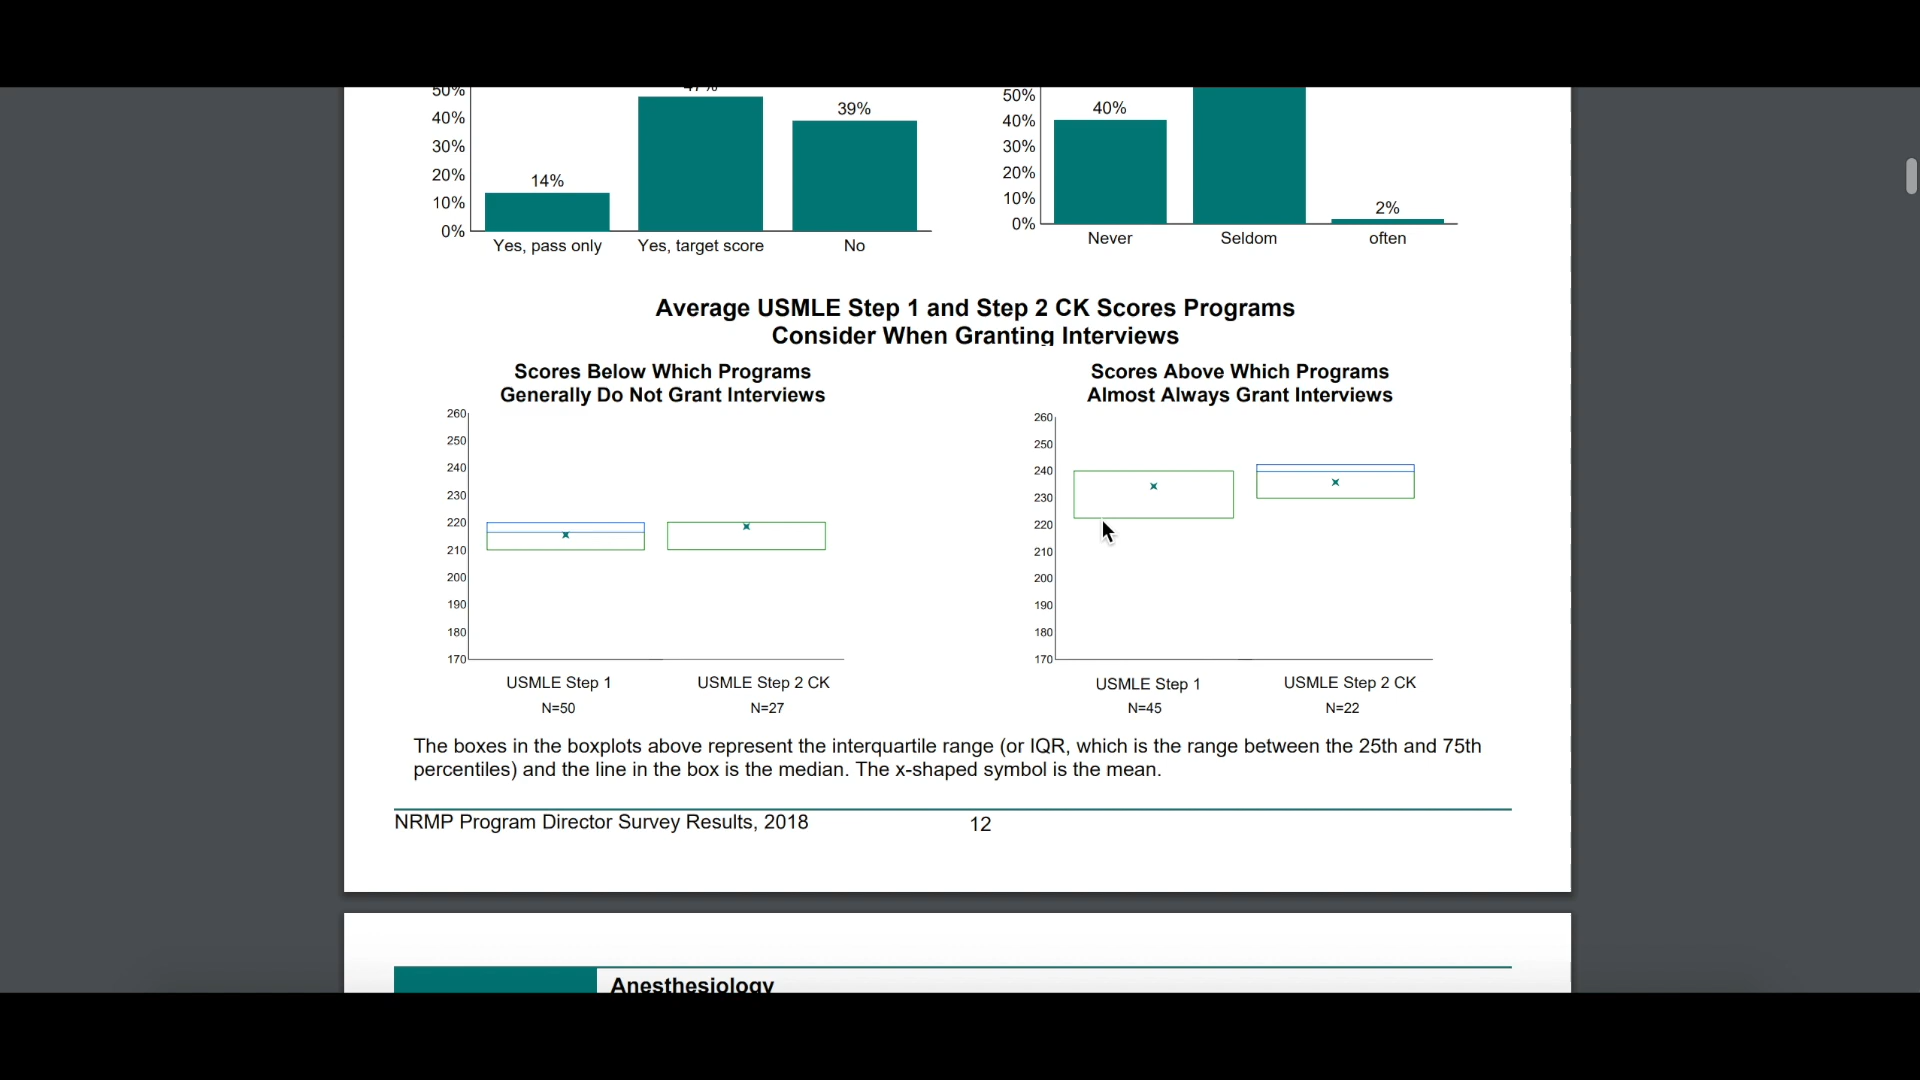 50%
47%
40%
39%
30%
20%
14%
10%
0%
Yes, pass only
Yes, target score
No
50%
40%
40%
30%
20%
10%
2%
0%
Never
Seldom
often
Average USMLE Step 1 and Step 2 CK Scores Programs
Consider When Granting Interviews
Scores Below Which Programs
Generally Do Not Grant Interviews
260
250
240
230
220
210
200
190
180
170
USMLE Step 1
USMLE Step 2 CK
N=50
N=27
Scores Above Which Programs
Almost Always Grant Interviews
260
250
240
230
220
210
200
190
180
170
USMLE Step 1
USMLE Step 2 CK
N=45
N=22
The boxes in the boxplots above represent the interquartile range (or IQR, which is the range between the 25th and 75th
percentiles) and the line in the box is the median. The x-shaped symbol is the mean.
NRMP Program Director Survey Results, 2018
12
Anesthesiology